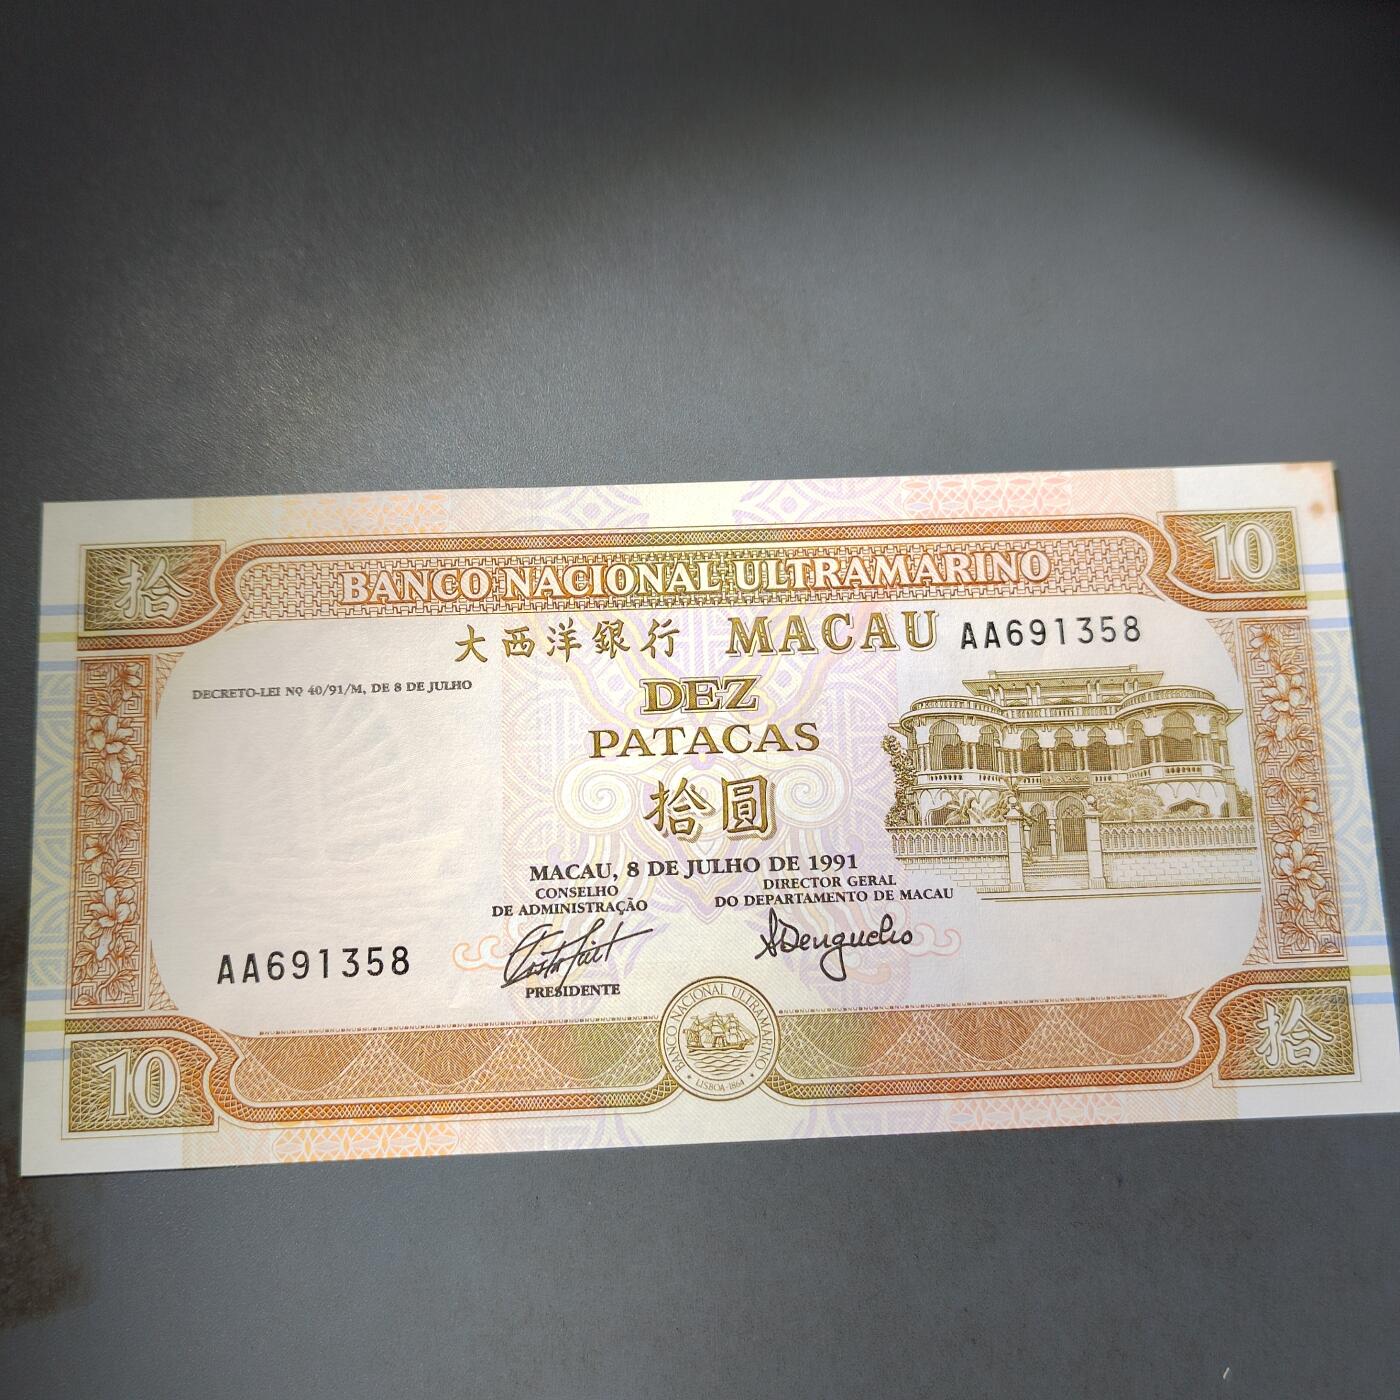 拾
BANCO NACIONAL ULTRAMARINO
10
大西洋銀行 MACAU AA691358
DECRETO-LEI Nº 40/91/M, DE 8 DE JULHO
DEZ
PATACAS
拾圓
MACAU, 8 DE JULHO DE 1991
CONSELHO
DE ADMINISTRAÇÃO
DIRECTOR GERAL
DO DEPARTAMENTO DE MACAU
AA691358
PRESIDENTE
BANCO NACIONAL ULTRAMARINO
LISBOA-1864
10
拾